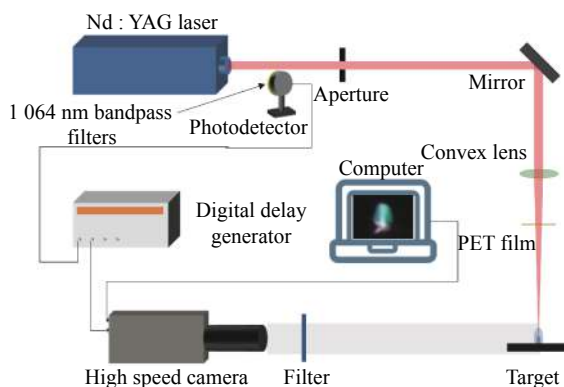 Nd : YAG laser
Aperture
Mirror
1 064 nm bandpass
filters
Photodetector
Convex lens
Computer
Digital delay
generator
PET film
High speed camera
Filter
Target